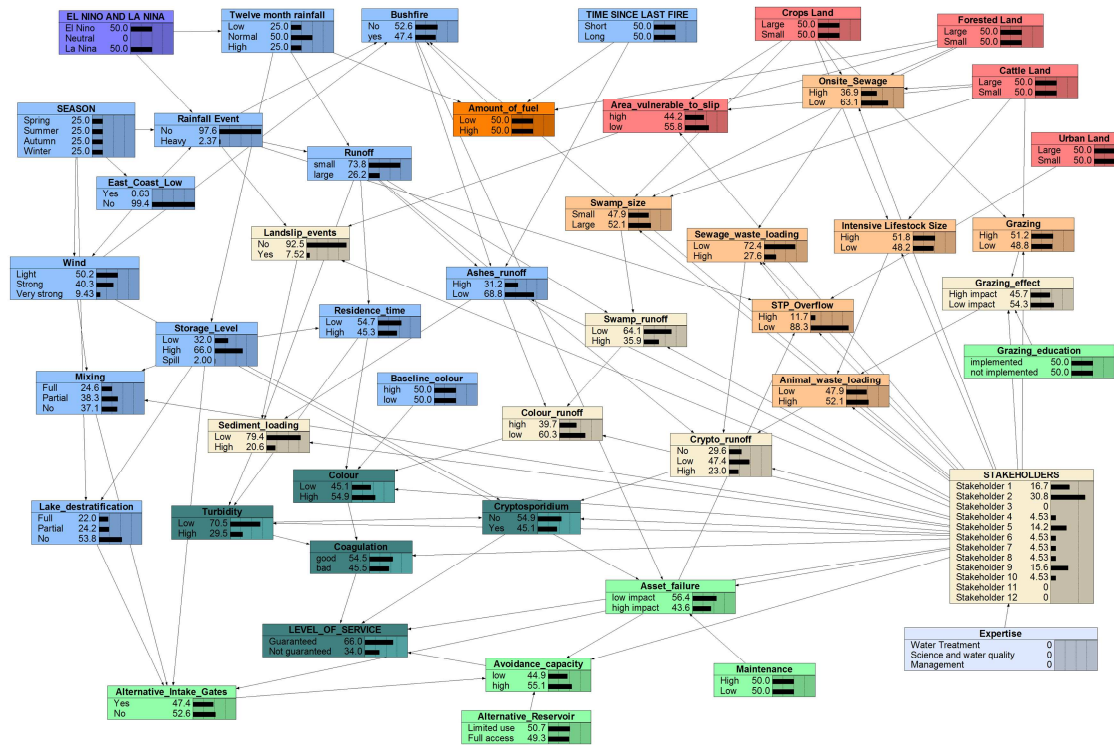 EL NINO AND LA NINA
El Nino 50.0
Neutral 0
La Nina 50.0
Twelve month rainfall
Low 25.0
Normal 50.0
High 25.0
Bushfire
No 52.6
yes 47.4
TIME SINCE LAST FIRE
Short 50.0
Long 50.0
Crops Land
Large 50.0
Small 50.0
Forested Land
Large 50.0
Small 50.0
Onsite_Sewage
High 36.9
Low 63.1
Cattle Land
Large 50.0
Small 50.0
SEASON
Spring 25.0
Summer 25.0
Autumn 25.0
Winter 25.0
Rainfall Event
No 97.6
Heavy 2.37
Amount_of_fuel
Low 50.0
High 50.0
Area_vulnerable_to_slip
high 44.2
low 55.8
Urban Land
Large 50.0
Small 50.0
Runoff
small 73.8
large 26.2
East_Coast_Low
Yes 0.63
No 99.4
Swamp_size
Small 47.9
Large 52.1
Landslip_events
No 92.5
Yes 7.52
Sewage_waste_loading
Low 72.4
High 27.6
Intensive Lifestock Size
High 51.8
Low 48.2
Grazing
High 51.2
Low 48.8
Wind
Light 50.2
Strong 40.3
Very strong 9.43
Ashes_runoff
High 31.2
Low 68.8
Grazing_effect
High impact 45.7
Low impact 54.3
Residence_time
Low 54.7
High 45.3
STP_Overflow
High 11.7
Low 88.3
Storage_Level
Low 32.0
High 66.0
Spill 2.00
Swamp_runoff
Low 64.1
High 35.9
Grazing_education
implemented 50.0
not implemented 50.0
Mixing
Full 24.6
Partial 38.3
No 37.1
Baseline_colour
high 50.0
low 50.0
Animal_waste_loading
Low 47.9
High 52.1
Colour_runoff
high 39.7
low 60.3
Sediment_loading
Low 79.4
High 20.6
Crypto_runoff
No 29.6
Low 47.4
High 23.0
Colour
Low 45.1
High 54.9
STAKEHOLDERS
Stakeholder 1 16.7
Stakeholder 2 30.8
Stakeholder 3 0
Stakeholder 4 4.53
Stakeholder 5 14.2
Stakeholder 6 4.53
Stakeholder 7 4.53
Stakeholder 8 4.53
Stakeholder 9 15.6
Stakeholder 10 4.53
Stakeholder 11 0
Stakeholder 12 0
Lake_destratification
Full 22.0
Partial 24.2
No 53.8
Turbidity
Low 70.5
High 29.5
Cryptosporidium
No 54.9
Yes 45.1
Coagulation
good 54.5
bad 45.5
Asset_failure
low impact 56.4
high impact 43.6
LEVEL_OF_SERVICE
Guaranteed 66.0
Not guaranteed 34.0
Expertise
Water Treatment 0
Science and water quality 0
Management 0
Avoidance_capacity
low 44.9
high 55.1
Maintenance
High 50.0
Low 50.0
Alternative_Intake_Gates
Yes 47.4
No 52.6
Alternative_Reservoir
Limited use 50.7
Full access 49.3